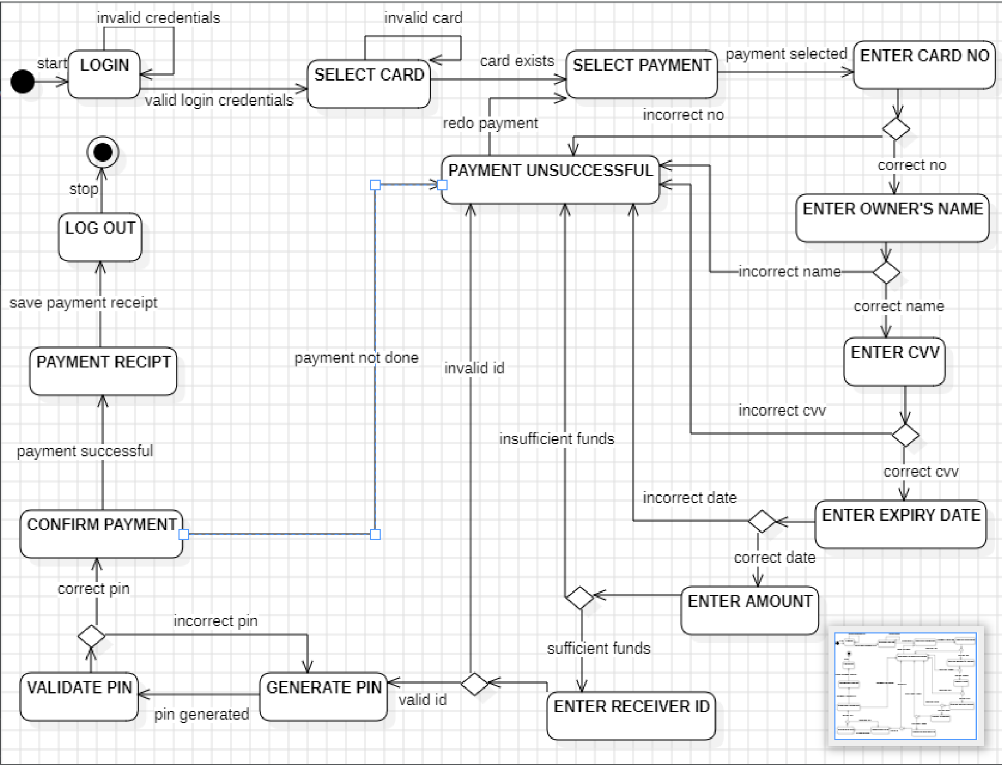 invalid credentials
invalid card
start
LOGIN
SELECT CARD
card exists
SELECT PAYMENT
payment selected
ENTER CARD NO
valid login credentials
redo payment
incorrect no
correct no
PAYMENT UNSUCCESSFUL
stop
LOG OUT
ENTER OWNER'S NAME
incorrect name
correct name
save payment receipt
PAYMENT RECIPT
payment not done
invalid id
ENTER CVV
incorrect cvv
insufficient funds
payment successful
correct cvv
incorrect date
CONFIRM PAYMENT
ENTER EXPIRY DATE
correct date
correct pin
ENTER AMOUNT
incorrect pin
sufficient funds
VALIDATE PIN
pin generated
GENERATE PIN
valid id
ENTER RECEIVER ID